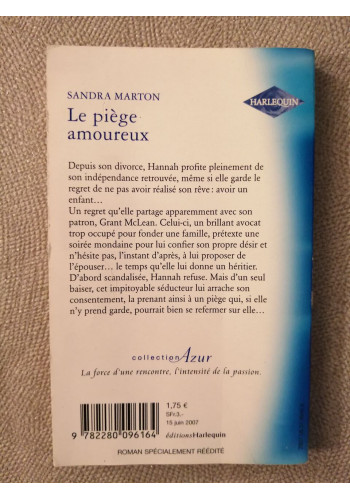 SANDRA MARTON
HARLEQUIN
Le piège
amoureux
Depuis son divorce, Hannah profite pleinement de
son indépendance retrouvée, même si elle garde le
regret de ne pas avoir réalisé son rêve : avoir un
enfant...
Un regret qu'elle partage apparemment avec son
patron, Grant McLean. Celui-ci, un brillant avocat
trop occupé pour fonder une famille, prétexte une
soirée mondaine pour lui confier son propre désir et
n'hésite pas, l'instant d'après, à lui proposer de
l'épouser... le temps qu'elle lui donne un héritier.
D'abord scandalisée, Hannah refuse. Mais d'un seul
baiser, cet impitoyable séducteur lui arrache son
consentement, la prenant ainsi à un piège qui, si elle
n'y prend garde, pourrait bien se refermer sur elle...
collection Azur
La force d'une rencontre, l'intensité de la passion.
1,75 €
SFr.3.-
15 juin 2007
9 782280 096164
éditionsHarlequin
ROMAN SPÉCIALEMENT RÉÉDITÉ